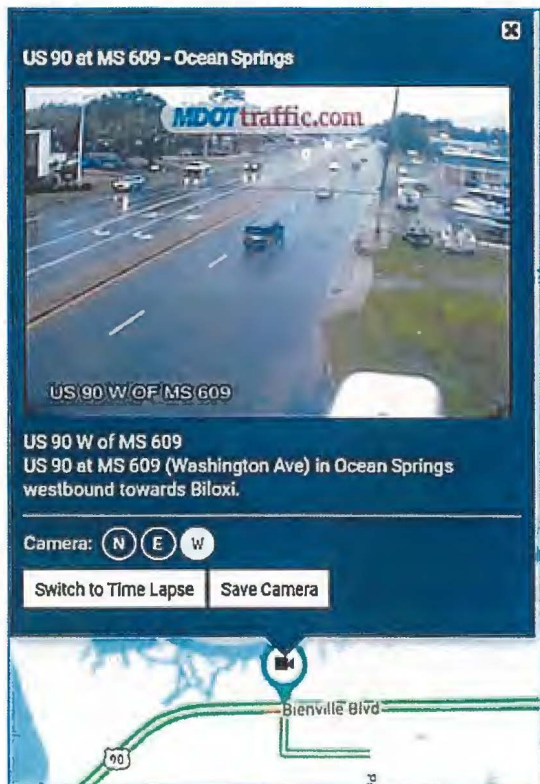 US 90 at MS 609 - Ocean Springs
MDOTtraffic.com
US 90 W OF MS 609
US 90 W of MS 609
US 90 at MS 609 (Washington Ave) in Ocean Springs
westbound towards Biloxi.
Camera: N E W
Switch to Time Lapse Save Camera
Bienville Blvd
90